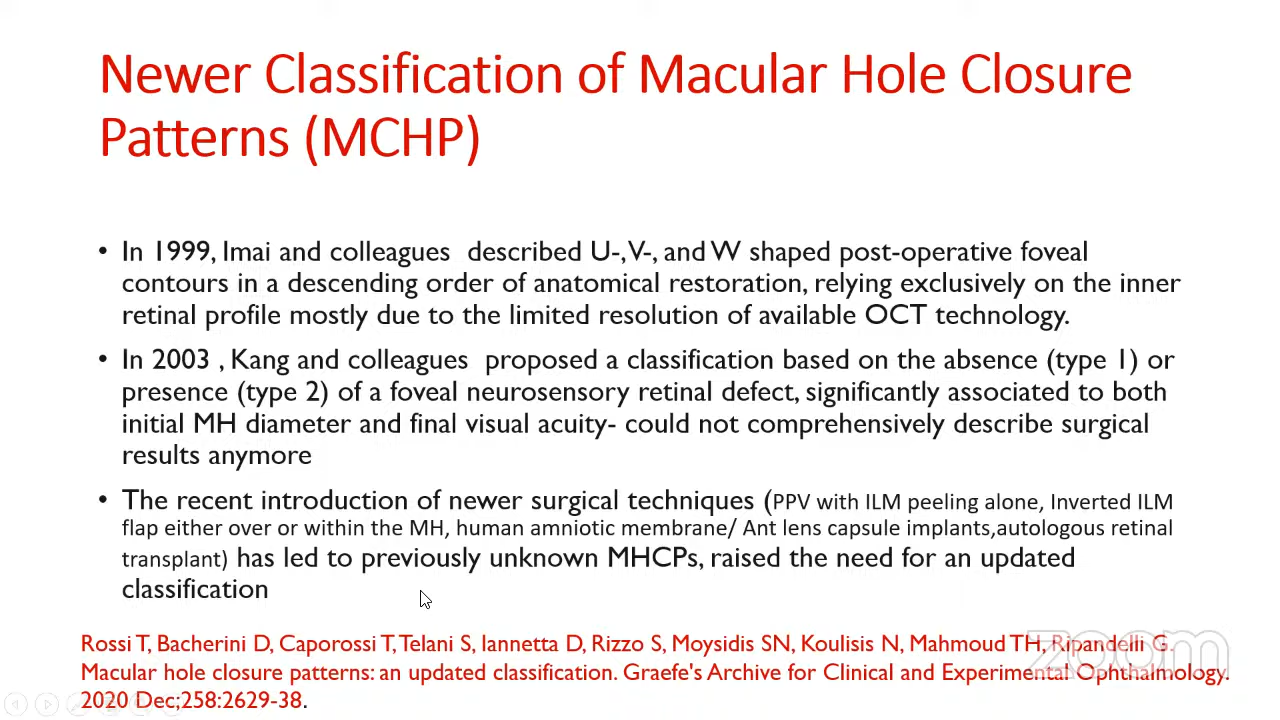 Newer Classification of Macular Hole Closure
Patterns (MCHP)
• In 1999, Imai and colleagues described U-, V-, and W shaped post-operative foveal
contours in a descending order of anatomical restoration, relying exclusively on the inner
retinal profile mostly due to the limited resolution of available OCT technology.
• In 2003 , Kang and colleagues proposed a classification based on the absence (type 1) or
presence (type 2) of a foveal neurosensory retinal defect, significantly associated to both
initial MH diameter and final visual acuity- could not comprehensively describe surgical
results anymore
• The recent introduction of newer surgical techniques (PPV with ILM peeling alone, Inverted ILM
flap either over or within the MH, human amniotic membrane/ Ant lens capsule implants,autologous retinal
transplant) has led to previously unknown MHCPs, raised the need for an updated
classification
Rossi T, Bacherini D, Caporossi T, Telani S, Iannetta D, Rizzo S, Moysidis SN, Koulisis N, Mahmoud TH, Ripandelli G.
Macular hole closure patterns: an updated classification. Graefe's Archive for Clinical and Experimental Ophthalmology.
2020 Dec;258:2629-38.
zoom